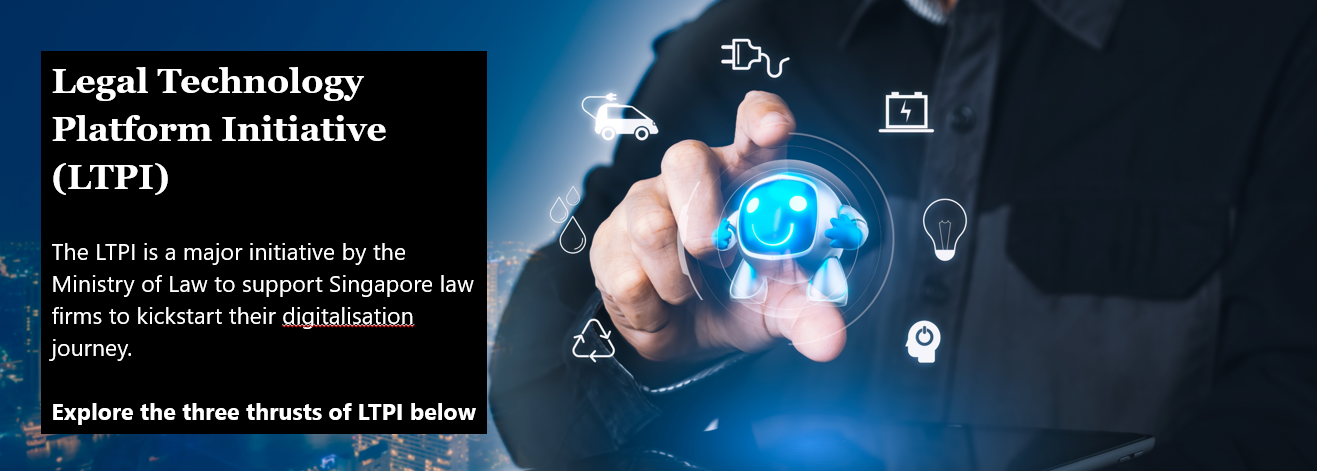 Legal Technology
Platform Initiative
(LTPI)
The LTPI is a major initiative by the
Ministry of Law to support Singapore law
firms to kickstart their digitalisation
journey.
Explore the three thrusts of LTPI below